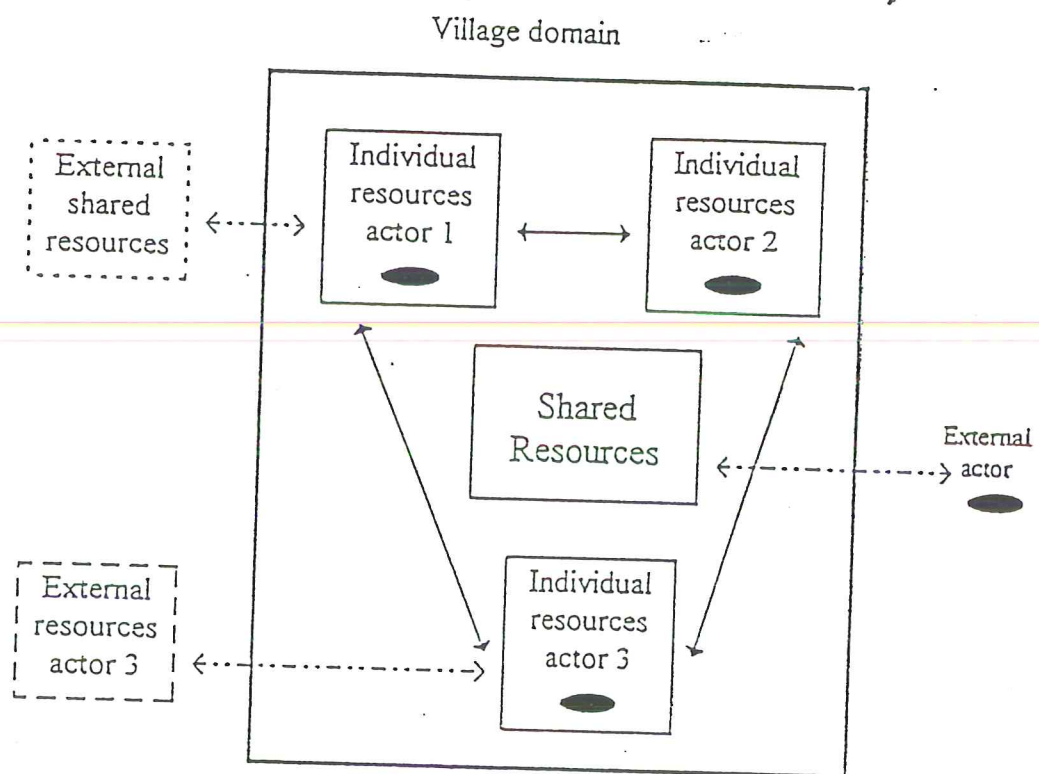 Village domain
External
shared
resources
Individual
resources
actor 1
Individual
resources
actor 2
Shared
Resources
External
actor
External
resources
actor 3
Individual
resources
actor 3